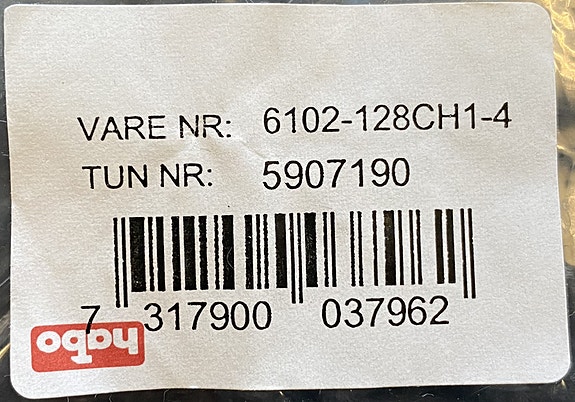 VARE NR: 6102-128CH1-4
TUN NR: 5907190
7 317900 037962
habo